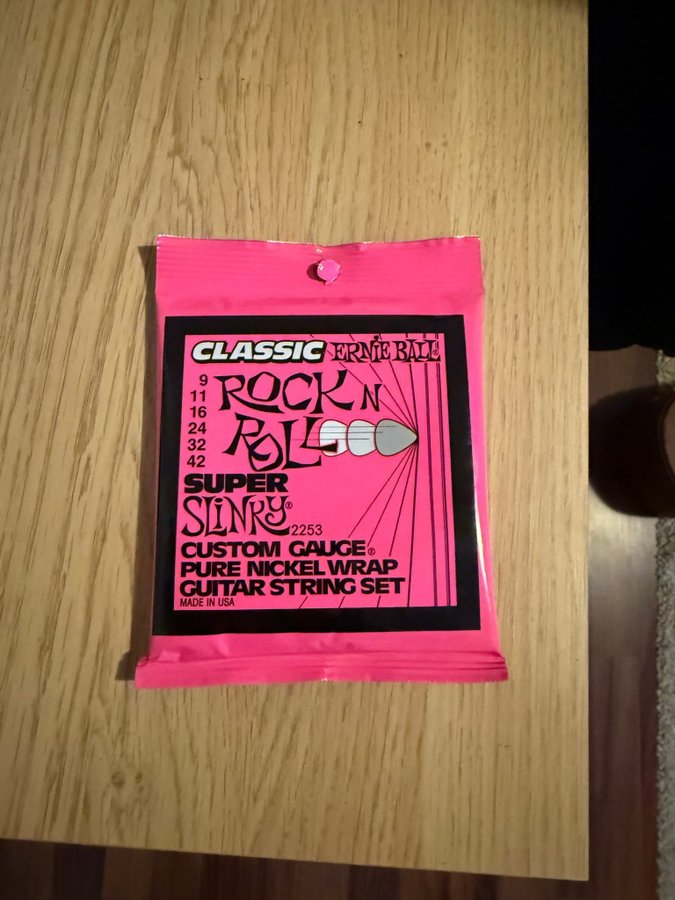 CLASSIC ERNIE BALL®
9
11
16
24
32
42
ROCK N
ROLL
SUPER
SLINKY®
2253
CUSTOM GAUGE®
PURE NICKEL WRAP
GUITAR STRING SET
MADE IN USA